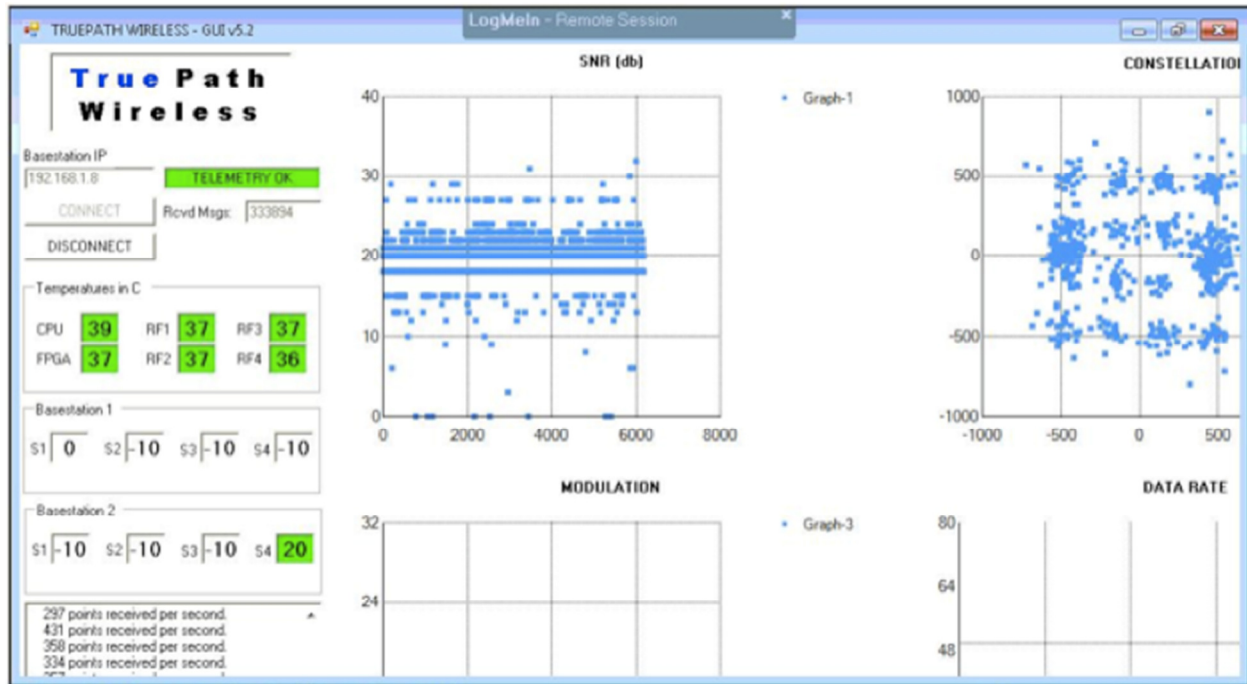 LogMeIn - Remote Session
TRUEPATH WIRELESS - GUI v5.2
True Path
Wireless
Basestation IP
192.168.1.8
TELEMETRY OK
CONNECT
Rcvd Msgs: 333894
DISCONNECT
Temperatures in C
CPU 39 RF1 37 RF3 37
FPGA 37 RF2 37 RF4 36
Basestation 1
S1 0 S2 -10 S3 -10 S4 -10
Basestation 2
S1 -10 S2 -10 S3 -10 S4 20
297 points received per second.
431 points received per second.
358 points received per second.
334 points received per second.
SNR (db)
40
30
20
10
0
0 2000 4000 6000 8000
Graph-1
CONSTELLATIO
1000
500
0
-500
-1000
-1000 -500 0 500
MODULATION
32
24
Graph-3
DATA RATE
80
64
48